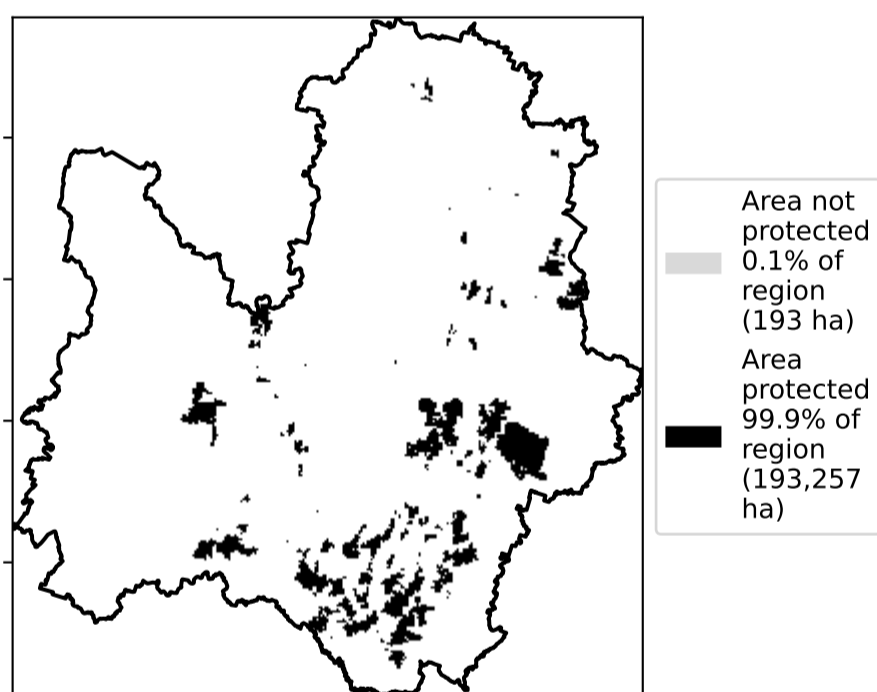 Area not
protected
0.1% of
region
(193 ha)
Area
protected
99.9% of
region
(193,257
ha)